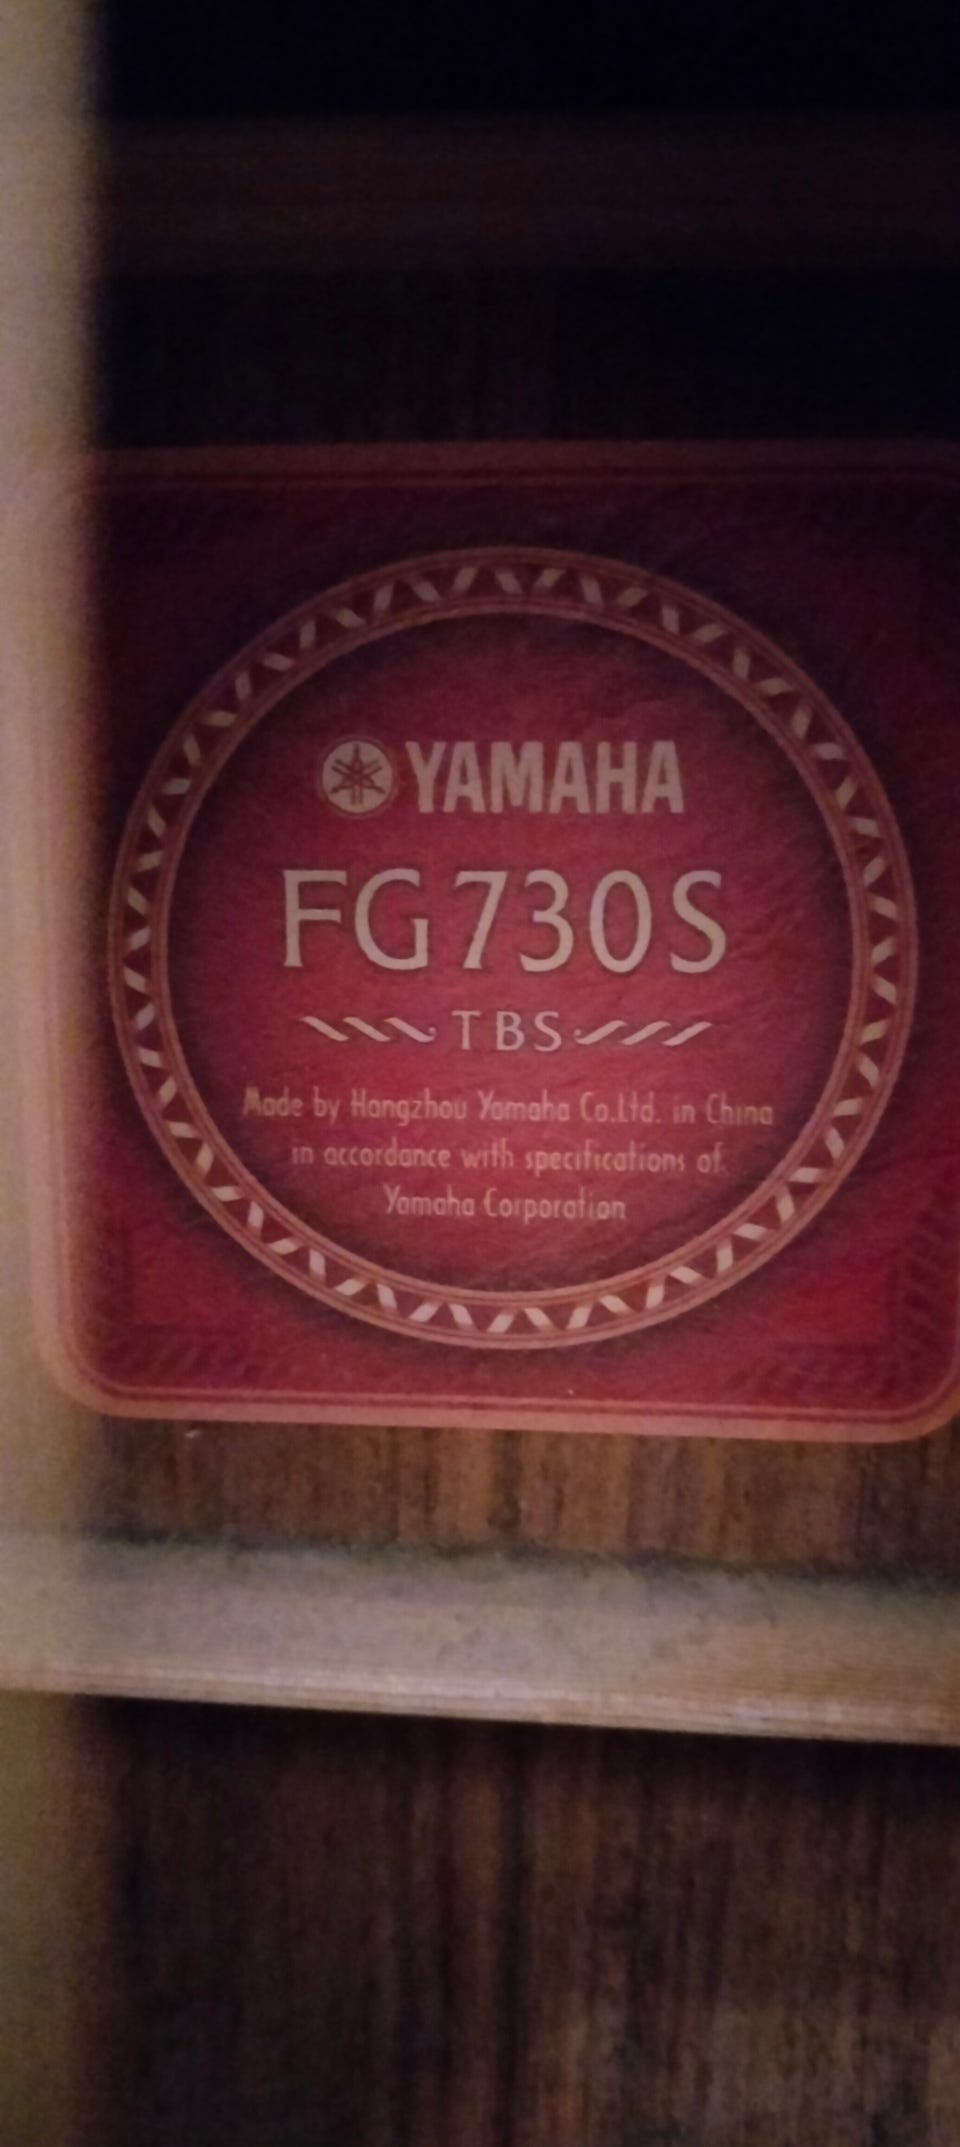 YAMAHA
FG730S
TBS
Made by Hangzhou Yamaha Co.Ltd. in China
in accordance with specifications of
Yamaha Corporation